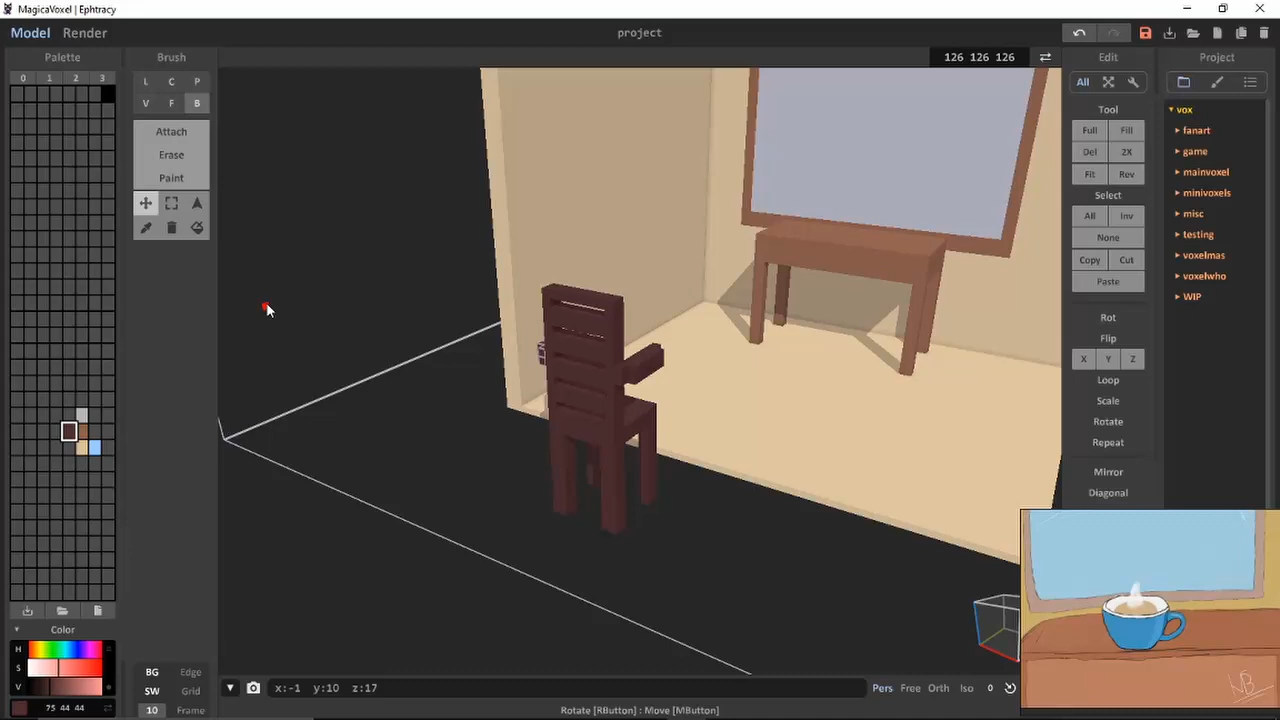 MagicaVoxel | Ephtracy
Model Render
project
Palette
Brush
126 126 126
Edit
Project
0 1 2 3
L C P
V F B
Attach
Erase
Paint
All
Tool
Full Fill
Del 2X
Fit Rev
Select
All Inv
None
Copy Cut
Paste
Rot
Flip
X Y Z
Loop
Scale
Rotate
Repeat
Mirror
Diagonal
vox
fanart
game
mainvoxel
minivoxels
misc
testing
voxelmas
voxelwho
WIP
Color
H
S
V
75 44 44
BG Edge
SW Grid
10 Frame
x:-1 y:10 z:17
Pers Free Orth Iso 0
Rotate [RButton] : Move [MButton]
NB